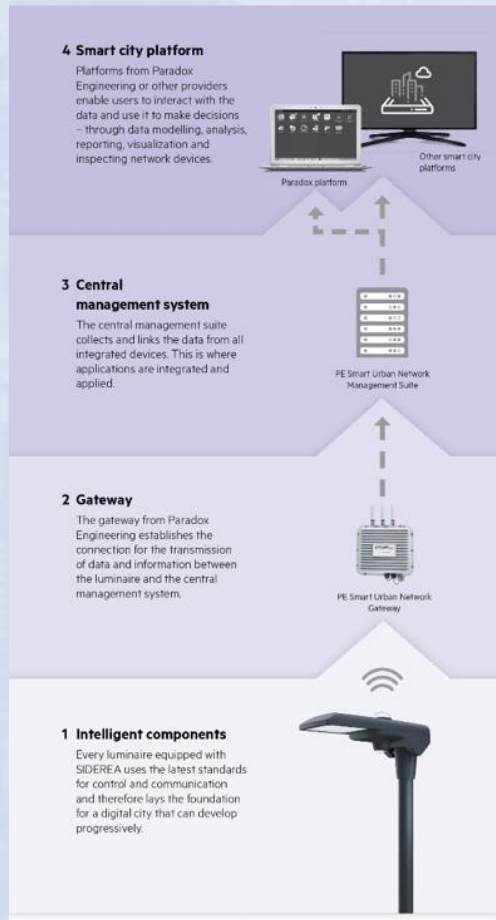 4 Smart city platform
Platforms from Paradox
Engineering or other providers
enable users to interact with the
data and use it to make decisions
– through data modelling, analysis,
reporting, visualization and
inspecting network devices.
Paradox platform
Other smart city
platforms
3 Central
management system
The central management suite
collects and links the data from all
integrated devices. This is where
applications are integrated and
applied.
PE Smart Urban Network
Management Suite
2 Gateway
The gateway from Paradox
Engineering establishes the
connection for the transmission
of data and information between
the luminaire and the central
management system.
PE Smart Urban Network
Gateway
1 Intelligent components
Every luminaire equipped with
SIDEREA uses the latest standards
for control and communication
and therefore lays the foundation
for a digital city that can develop
progressively.